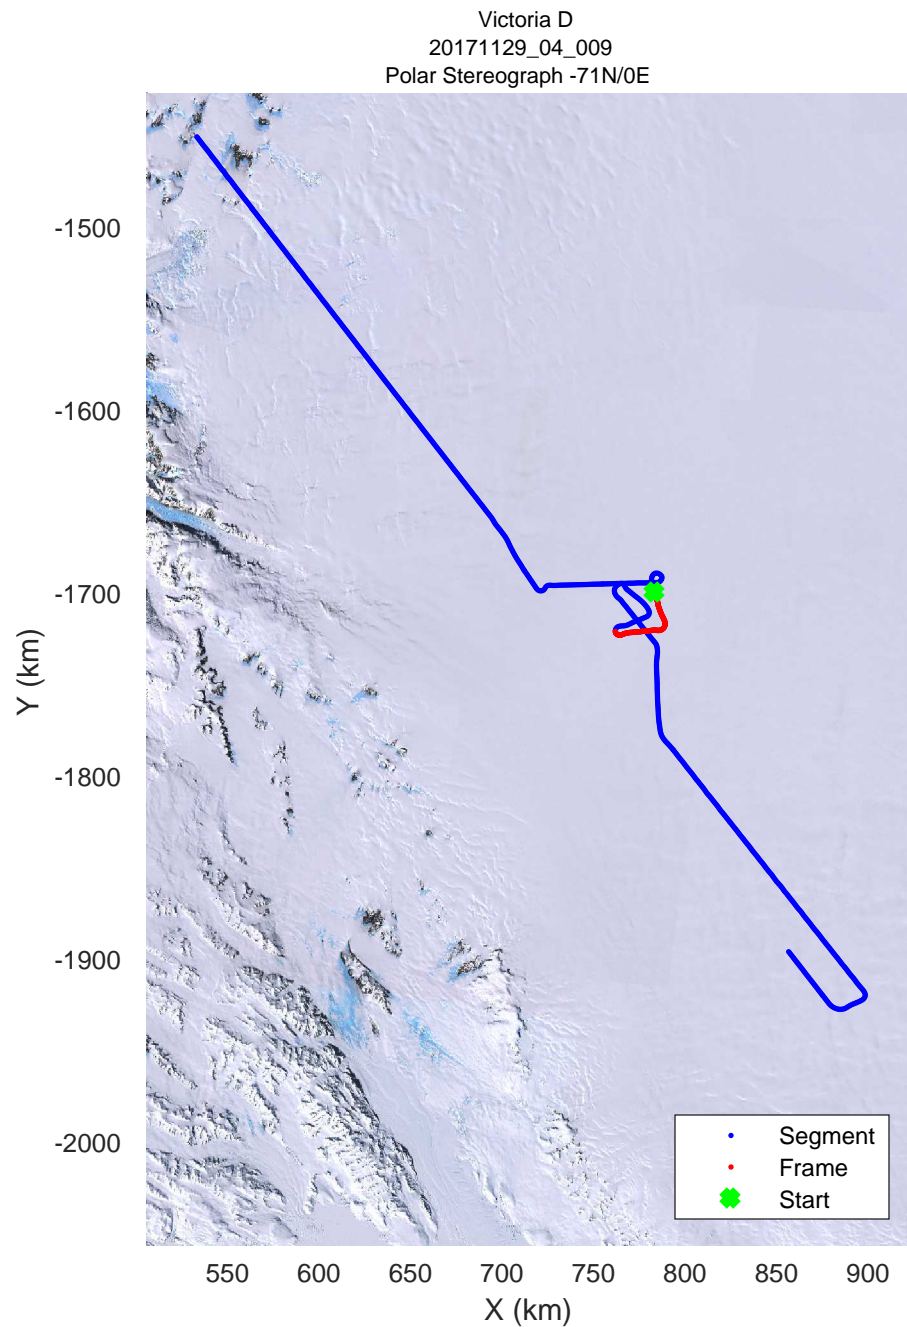 Victoria D
20171129_04_009
Polar Stereograph -71N/0E
-1500
-1600
-1700
-1800
-1900
-2000
Y (km)
Segment
Frame
Start
550 600 650 700 750 800 850 900
X (km)